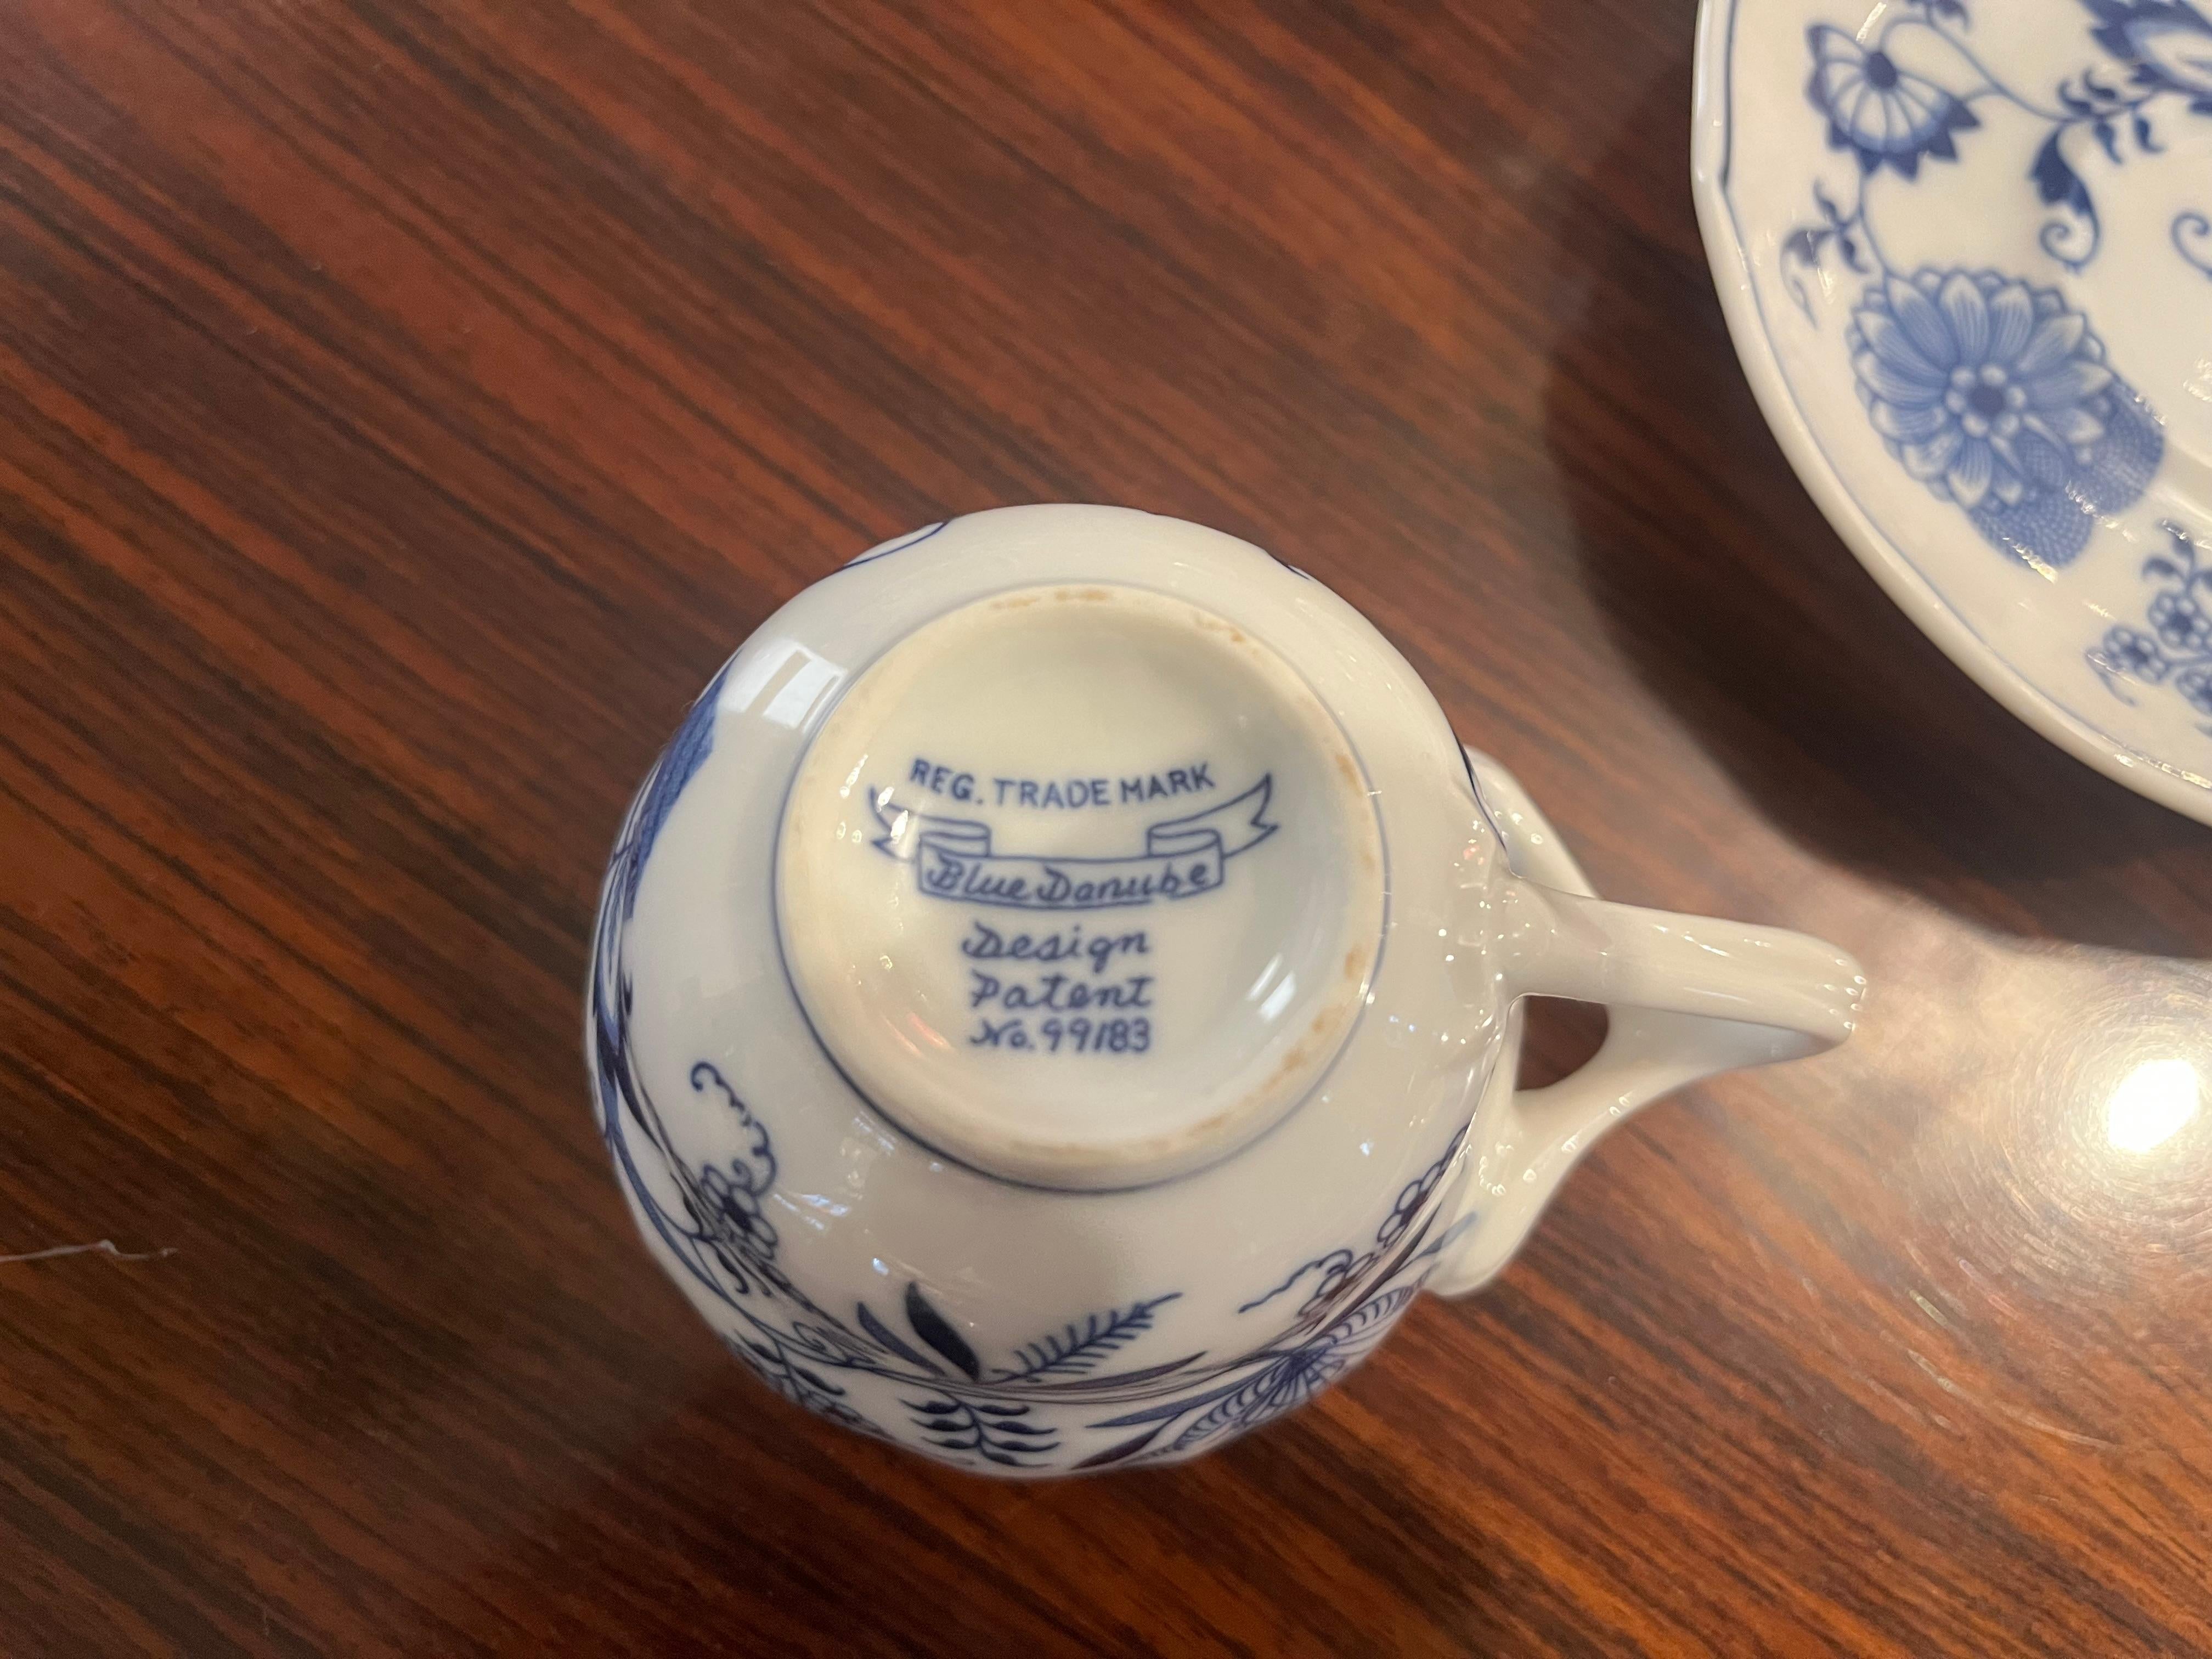 REG. TRADE MARK
Blue Danube
Design
Patent
No. 99183